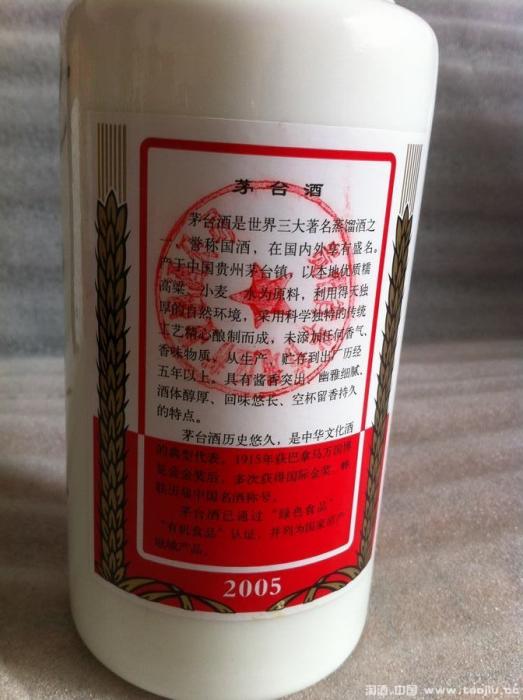 茅台酒
茅台酒是世界三大著名蒸馏酒之
一，誉称国酒，在国内外享有盛名。
产于中国贵州茅台镇，以本地优质糯
高粱、小麦、水为原料，利用得天独
厚的自然环境，采用科学独特的传统
工艺精心酿制而成，未添加任何香气、
香味物质。从生产、贮存到出厂历经
五年以上，具有酱香突出、幽雅细腻、
酒体醇厚、回味悠长、空杯留香持久
的特点。
茅台酒历史悠久，是中华文化酒
的典型代表。1915年获巴拿马万国博
览会金奖后，多次获得国际金奖，蝉
联历届中国名酒称号。
茅台酒已通过“绿色食品”
“有机食品”认证，并列为国家原产
地域产品。
2005
淘酒.中国 www.taojiu.cc